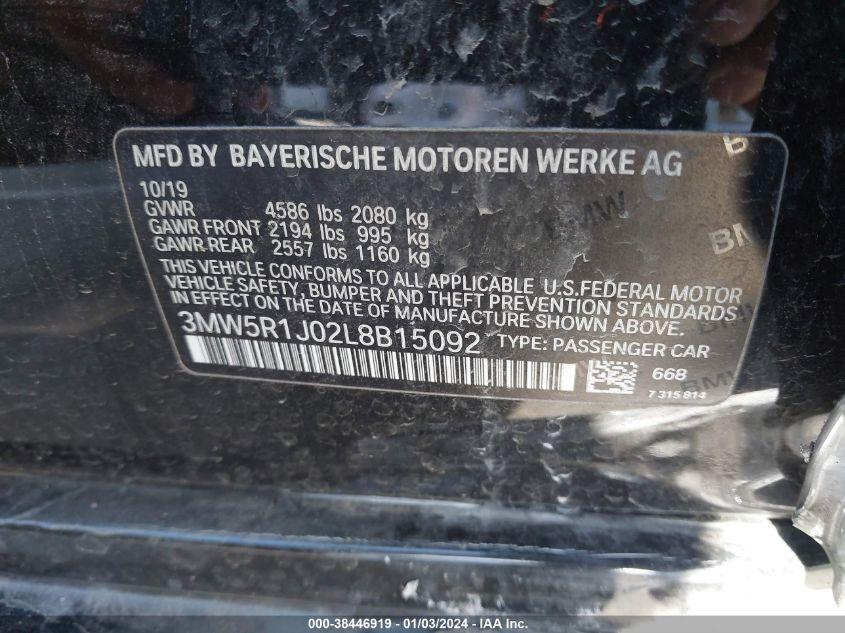 MFD BY BAYERISCHE MOTOREN WERKE AG
10/19
GVWR 4586 lbs 2080 kg
GAWR FRONT 2194 lbs 995 kg
GAWR REAR 2557 lbs 1160 kg
THIS VEHICLE CONFORMS TO ALL APPLICABLE U.S.FEDERAL MOTOR
VEHICLE SAFETY, BUMPER AND THEFT PREVENTION STANDARDS
IN EFFECT ON THE DATE OF MANUFACTURE SHOWN ABOVE.
3MW5R1J02L8B15092 TYPE: PASSENGER CAR
668
7 315 814
BMW
BMW
000-38446919 - 01/03/2024 - IAA Inc.